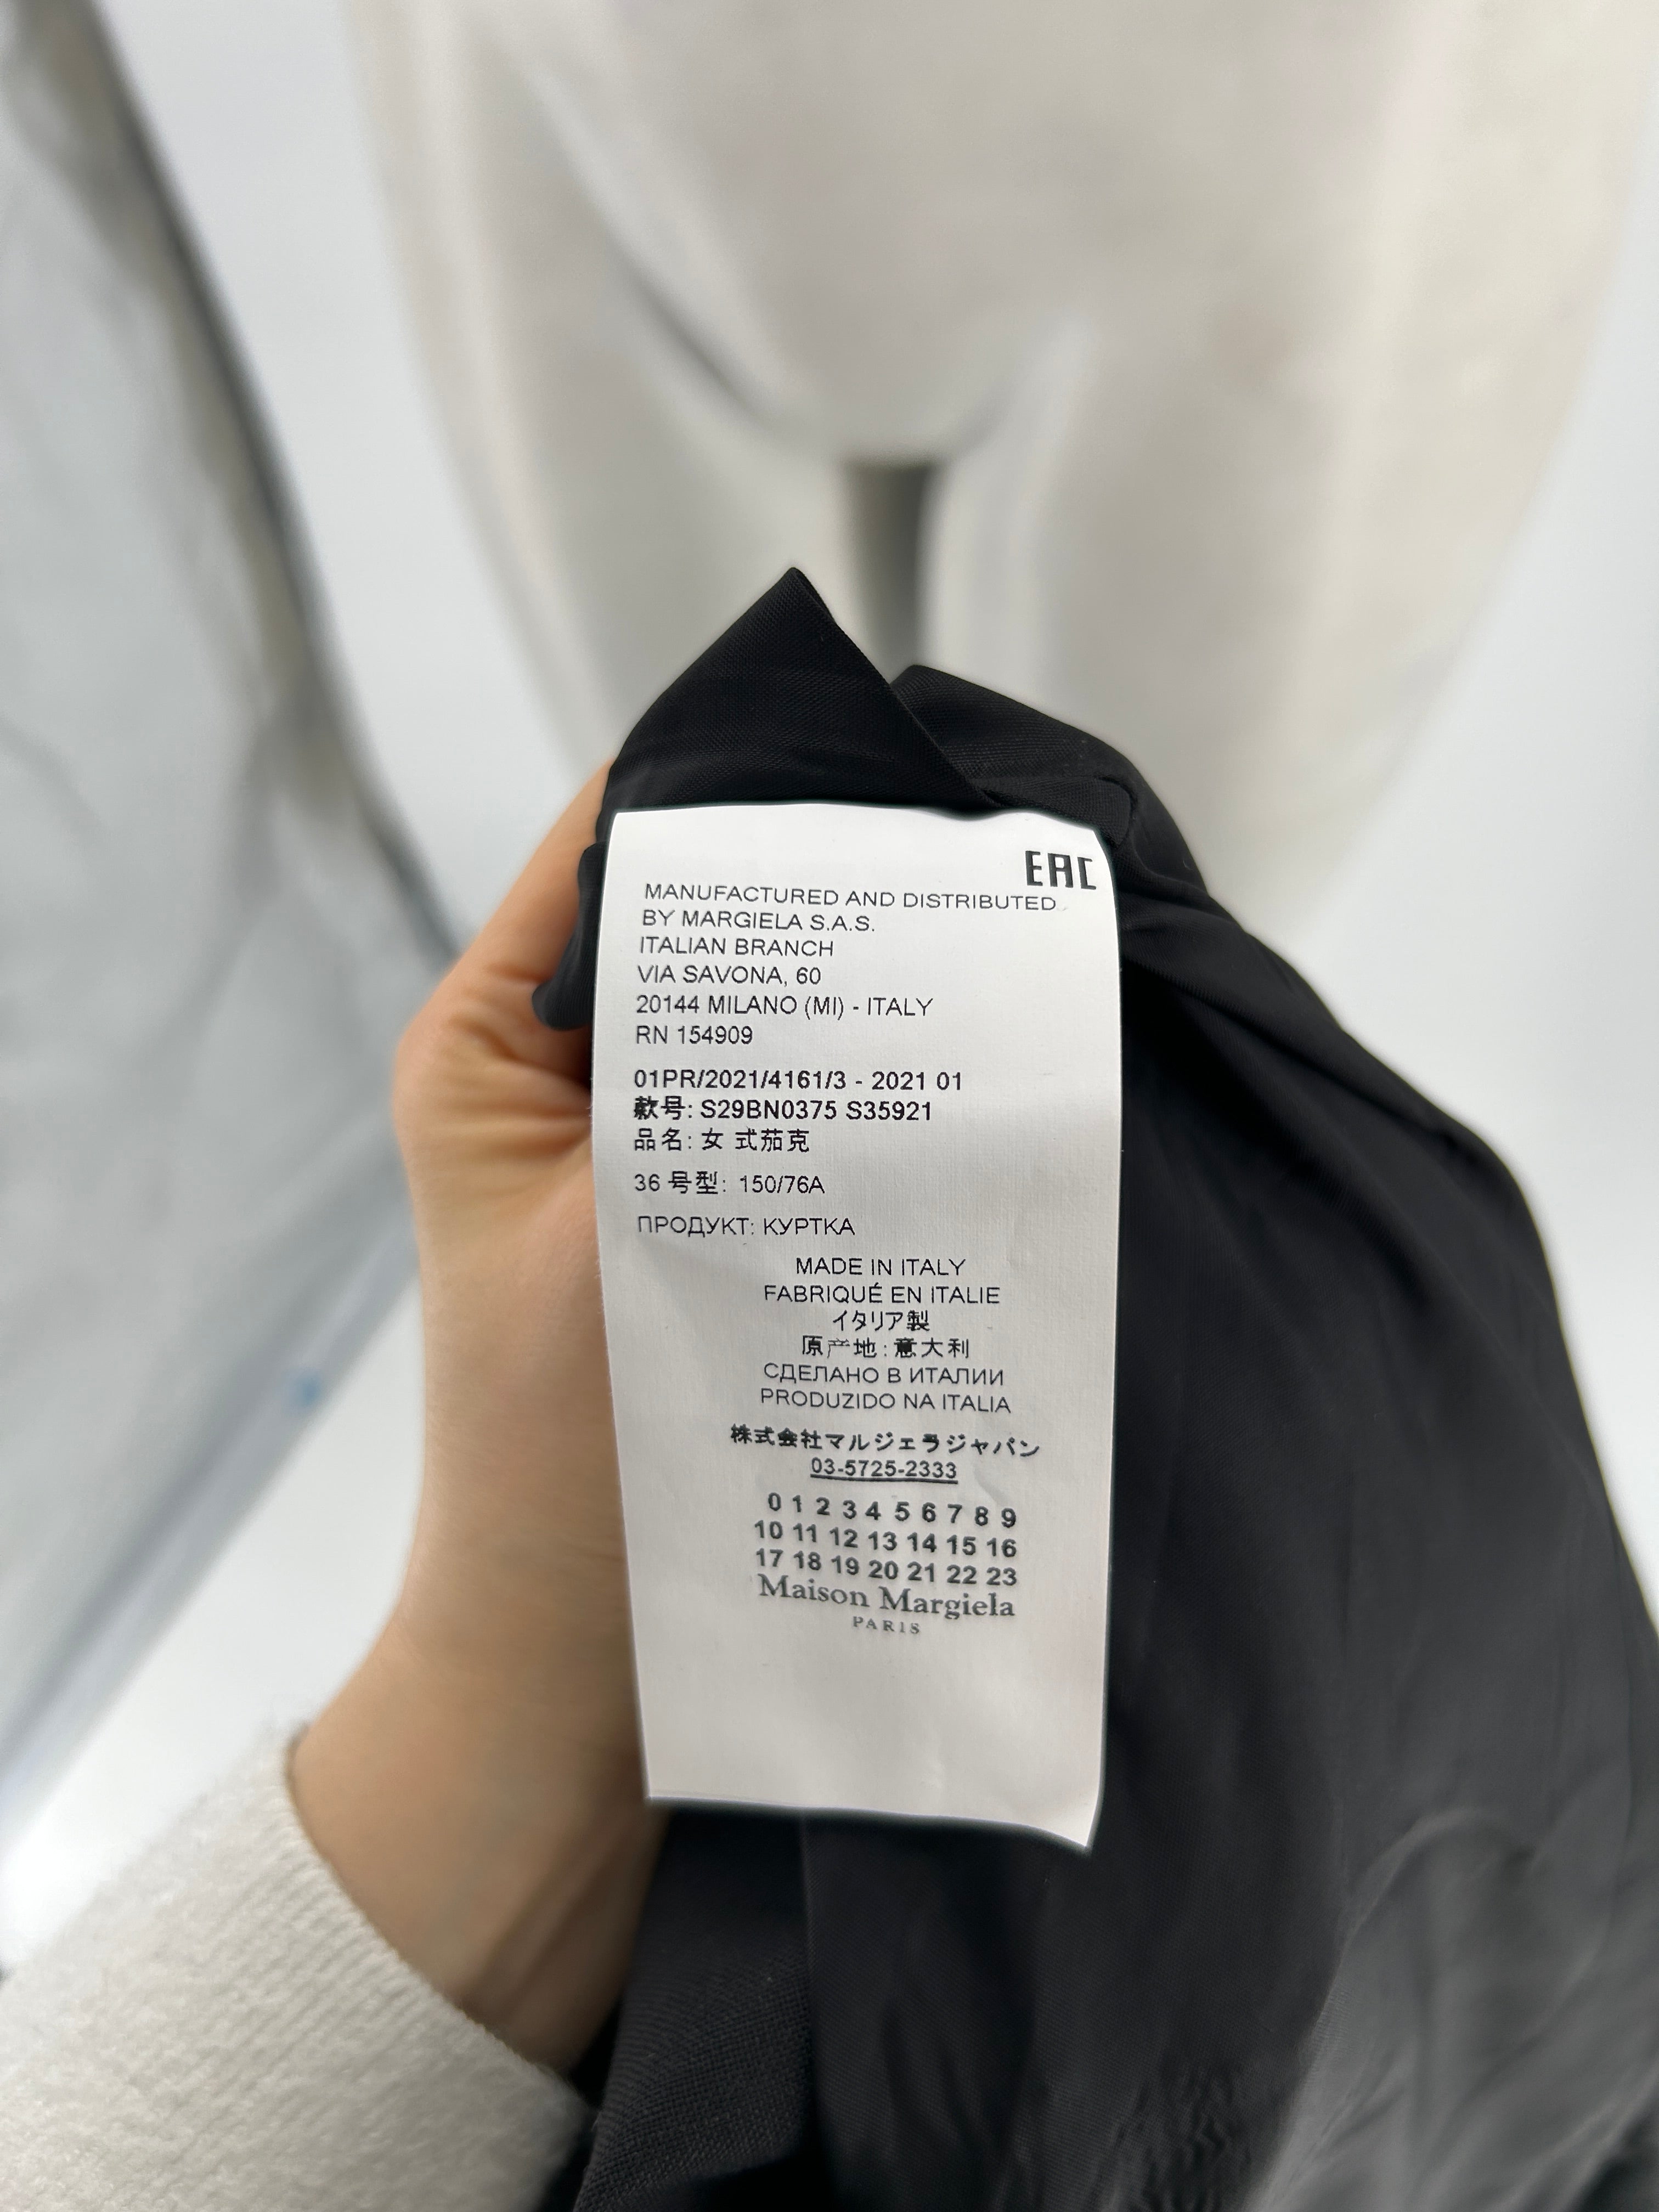 EAC
MANUFACTURED AND DISTRIBUTED
BY MARGIELA S.A.S.
ITALIAN BRANCH
VIA SAVONA, 60
20144 MILANO (MI) - ITALY
RN 154909
01PR/2021/4161/3 - 2021 01
款号: S29BN0375 S35921
品名: 女 式茄克
36 号型: 150/76A
ПРОДУКТ: КУРТКА
MADE IN ITALY
FABRIQUÉ EN ITALIE
イタリア製
原产地: 意大利
СДЕЛАНО В ИТАЛИИ
PRODUZIDO NA ITALIA
株式会社マルジェラジャパン
03-5725-2333
0 1 2 3 4 5 6 7 8 9
10 11 12 13 14 15 16
17 18 19 20 21 22 23
Maison Margiela
PARIS